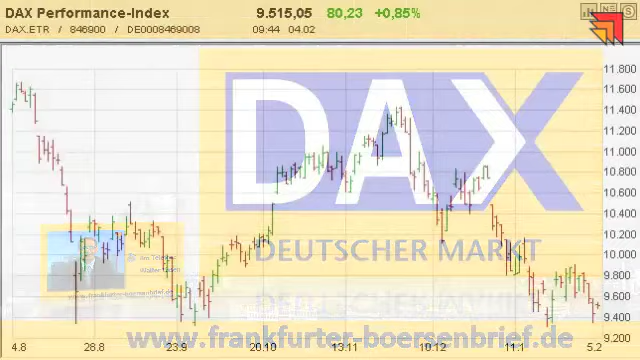 DAX Performance-Index 9.515,05 80,23 +0,85%
DAX.ETR / 846900 / DE0008469008 09:44 04.02
11.800
11.600
11.400
11.200
11.000
10.800
10.600
10.400
10.200
10.000
9.800
9.600
9.400
9.200
DAX
DEUTSCHER MARKT
Am Telefon:
www.frankfurter-boersenbrief.de
4.8 28.8 23.9 20.10 13.11 10.12 11.1 5.2